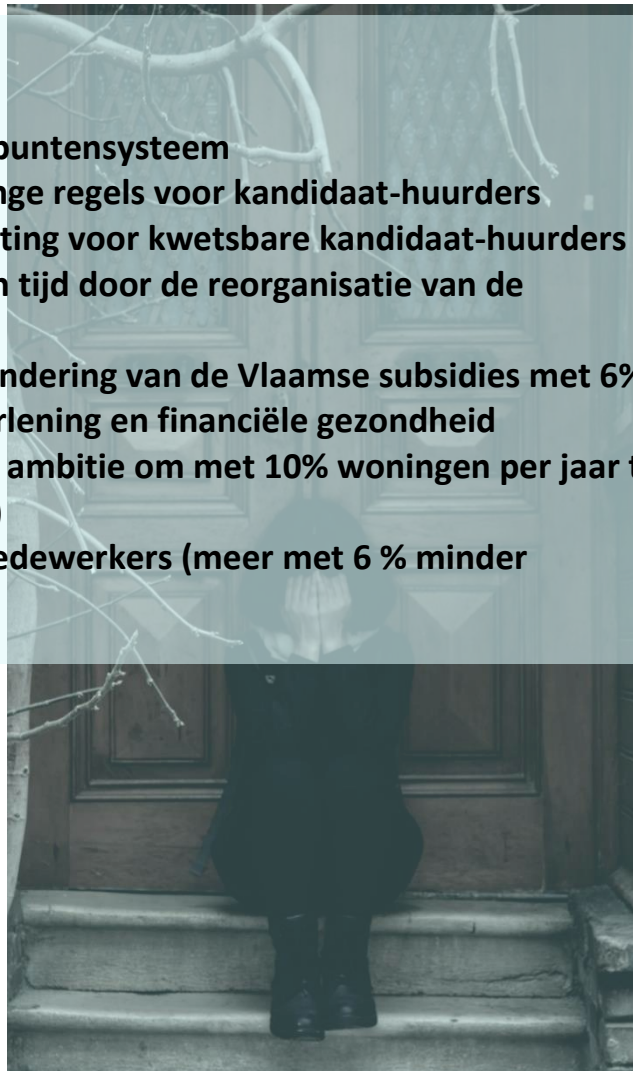 puntensysteem
nge regels voor kandidaat-huurders
ting voor kwetsbare kandidaat-huurders
n tijd door de reorganisatie van de
ndering van de Vlaamse subsidies met 6%
rlening en financiële gezondheid
ambitie om met 10% woningen per jaar t
)
edewerkers (meer met 6 % minder